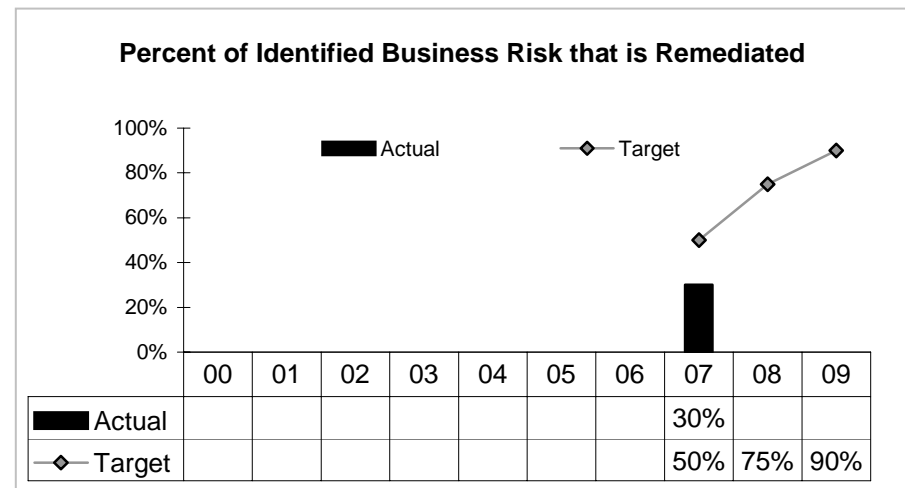 Percent of Identified Business Risk that is Remediated
100%
Actual Target
80%
60%
40%
20%
0%
00 01 02 03 04 05 06 07 08 09
Actual 30%
Target 50% 75% 90%